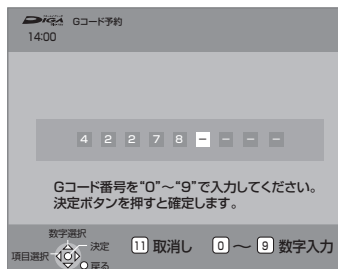 DIGA Gコード予約
14:00
4 2 2 7 8 － － － －
Gコード番号を“0”～“9”で入力してください。
決定ボタンを押すと確定します。
数字選択
項目選択 決定 11 取消し 0 ～ 9 数字入力
戻る